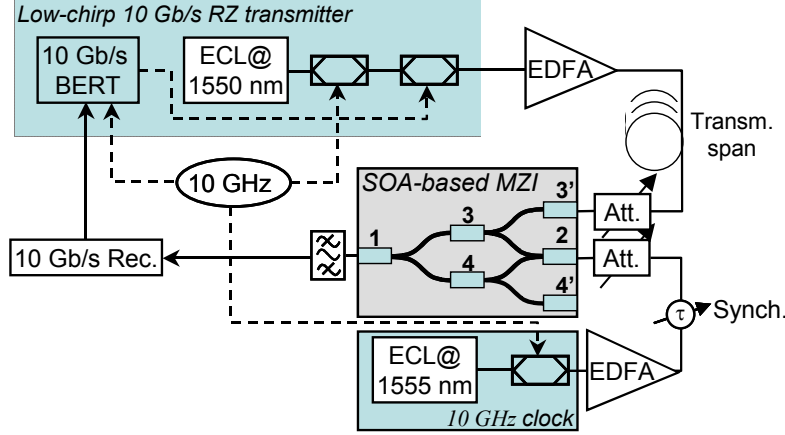 Low-chirp 10 Gb/s RZ transmitter
10 Gb/s
BERT
ECL@
1550 nm
EDFA
Transm.
span
10 GHz
SOA-based MZI
3'
3
1
2
4
4'
Att.
Att.
10 Gb/s Rec.
τ
Synch.
ECL@
1555 nm
EDFA
10 GHz clock